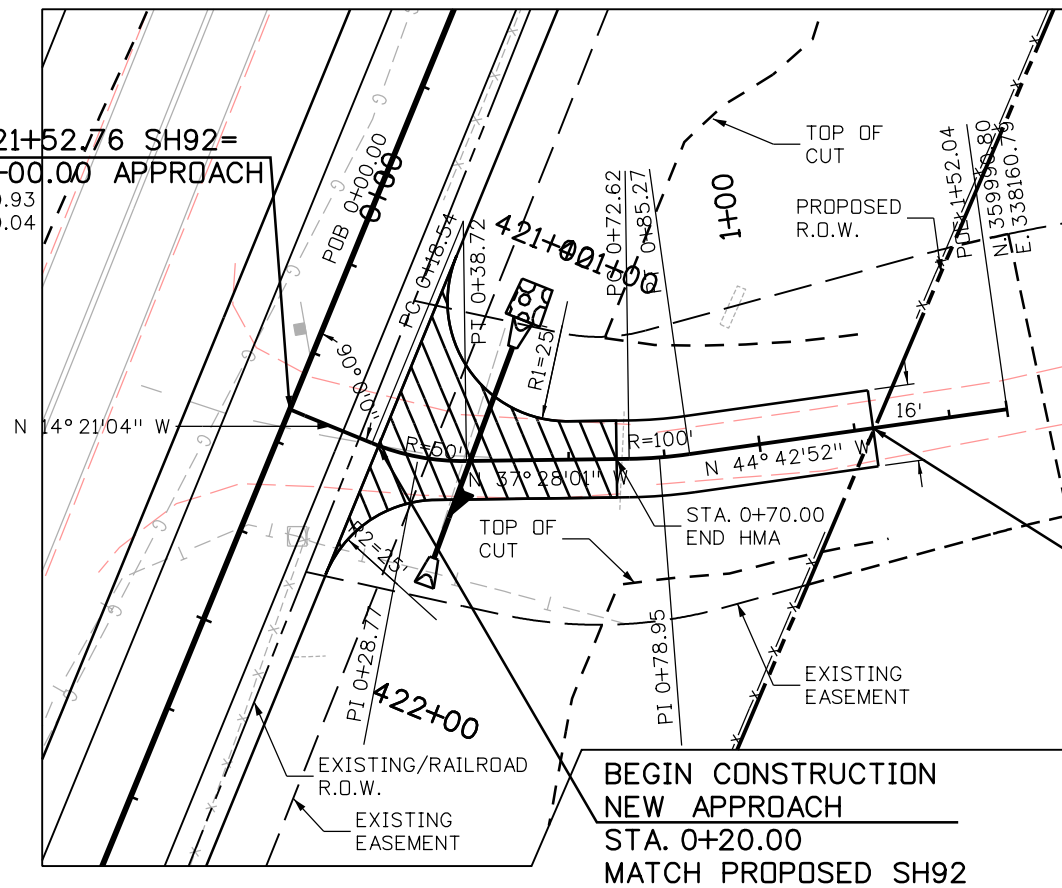 21+52.76 SH92=
+00.00 APPROACH
.93
.04
POB 0+00.00
0+00
PC 0+18.54
PI 0+38.72
421+00
401+00
R1=25'
PC 0+72.62
PT 0+85.27
1+00
TOP OF
CUT
PROPOSED
R.O.W.
POE 1+52.04
E. 338160.79
90°0'0"
N 14°21'04" W
R=50'
N 37°28'01" W
R=100'
N 44°42'52" W
16'
STA. 0+70.00
END HMA
TOP OF
CUT
R2=25'
PI 0+28.77
PI 0+78.95
422+00
EXISTING
EASEMENT
EXISTING/RAILROAD
R.O.W.
EXISTING
EASEMENT
BEGIN CONSTRUCTION
NEW APPROACH
STA. 0+20.00
MATCH PROPOSED SH92